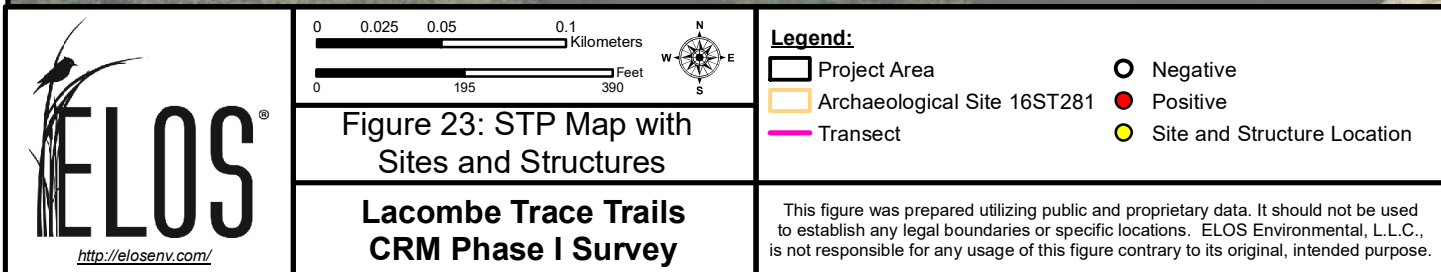 ELOS®
http://elosenv.com/
0 0.025 0.05 0.1
Kilometers
Feet
0 195 390
N
W E
S
Figure 23: STP Map with
Sites and Structures
Lacombe Trace Trails
CRM Phase I Survey
Legend:
Project Area
Archaeological Site 16ST281
Transect
Negative
Positive
Site and Structure Location
This figure was prepared utilizing public and proprietary data. It should not be used
to establish any legal boundaries or specific locations. ELOS Environmental, L.L.C.,
is not responsible for any usage of this figure contrary to its original, intended purpose.